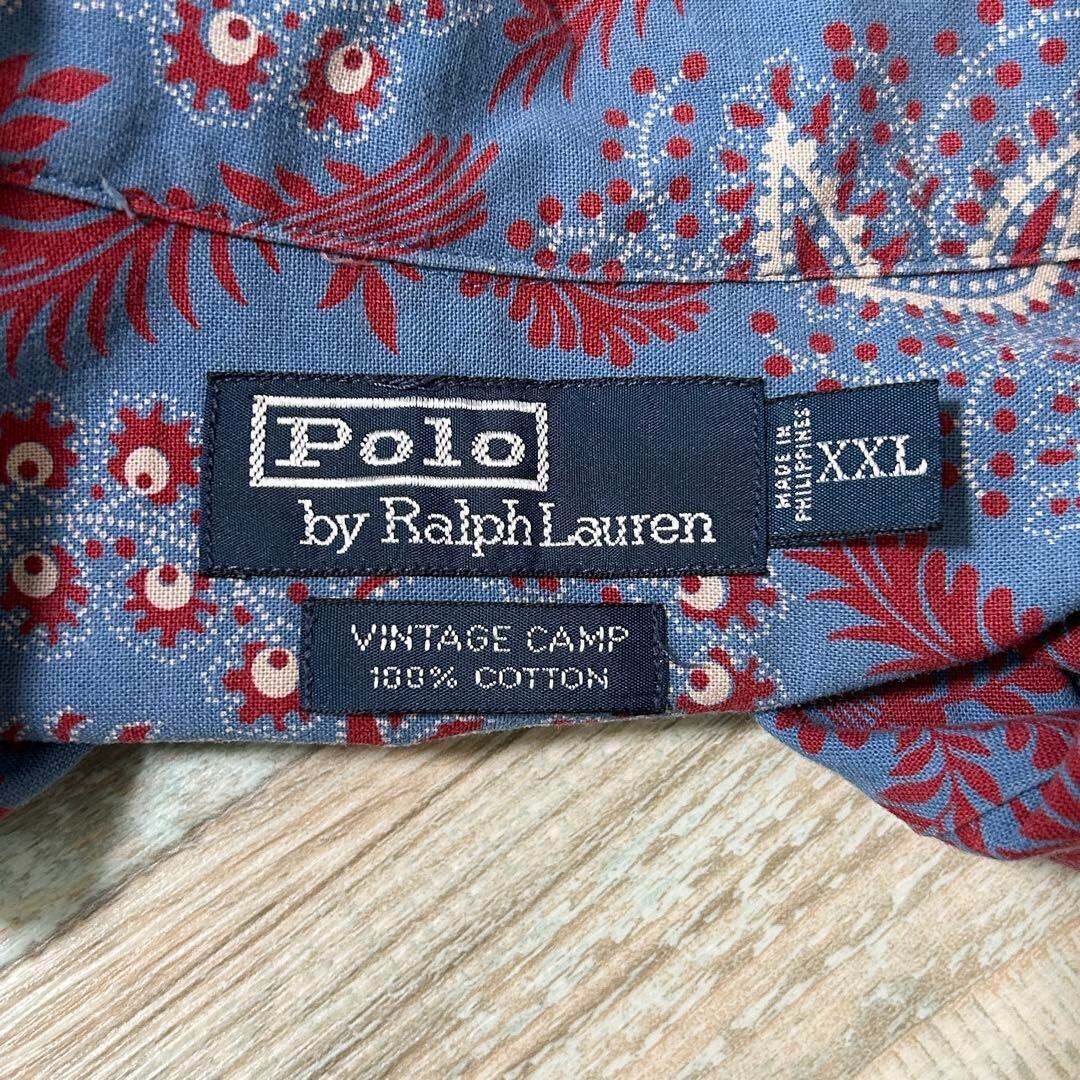 Polo
by Ralph Lauren
MADE IN
PHILIPPINES
XXL
VINTAGE CAMP
100% COTTON